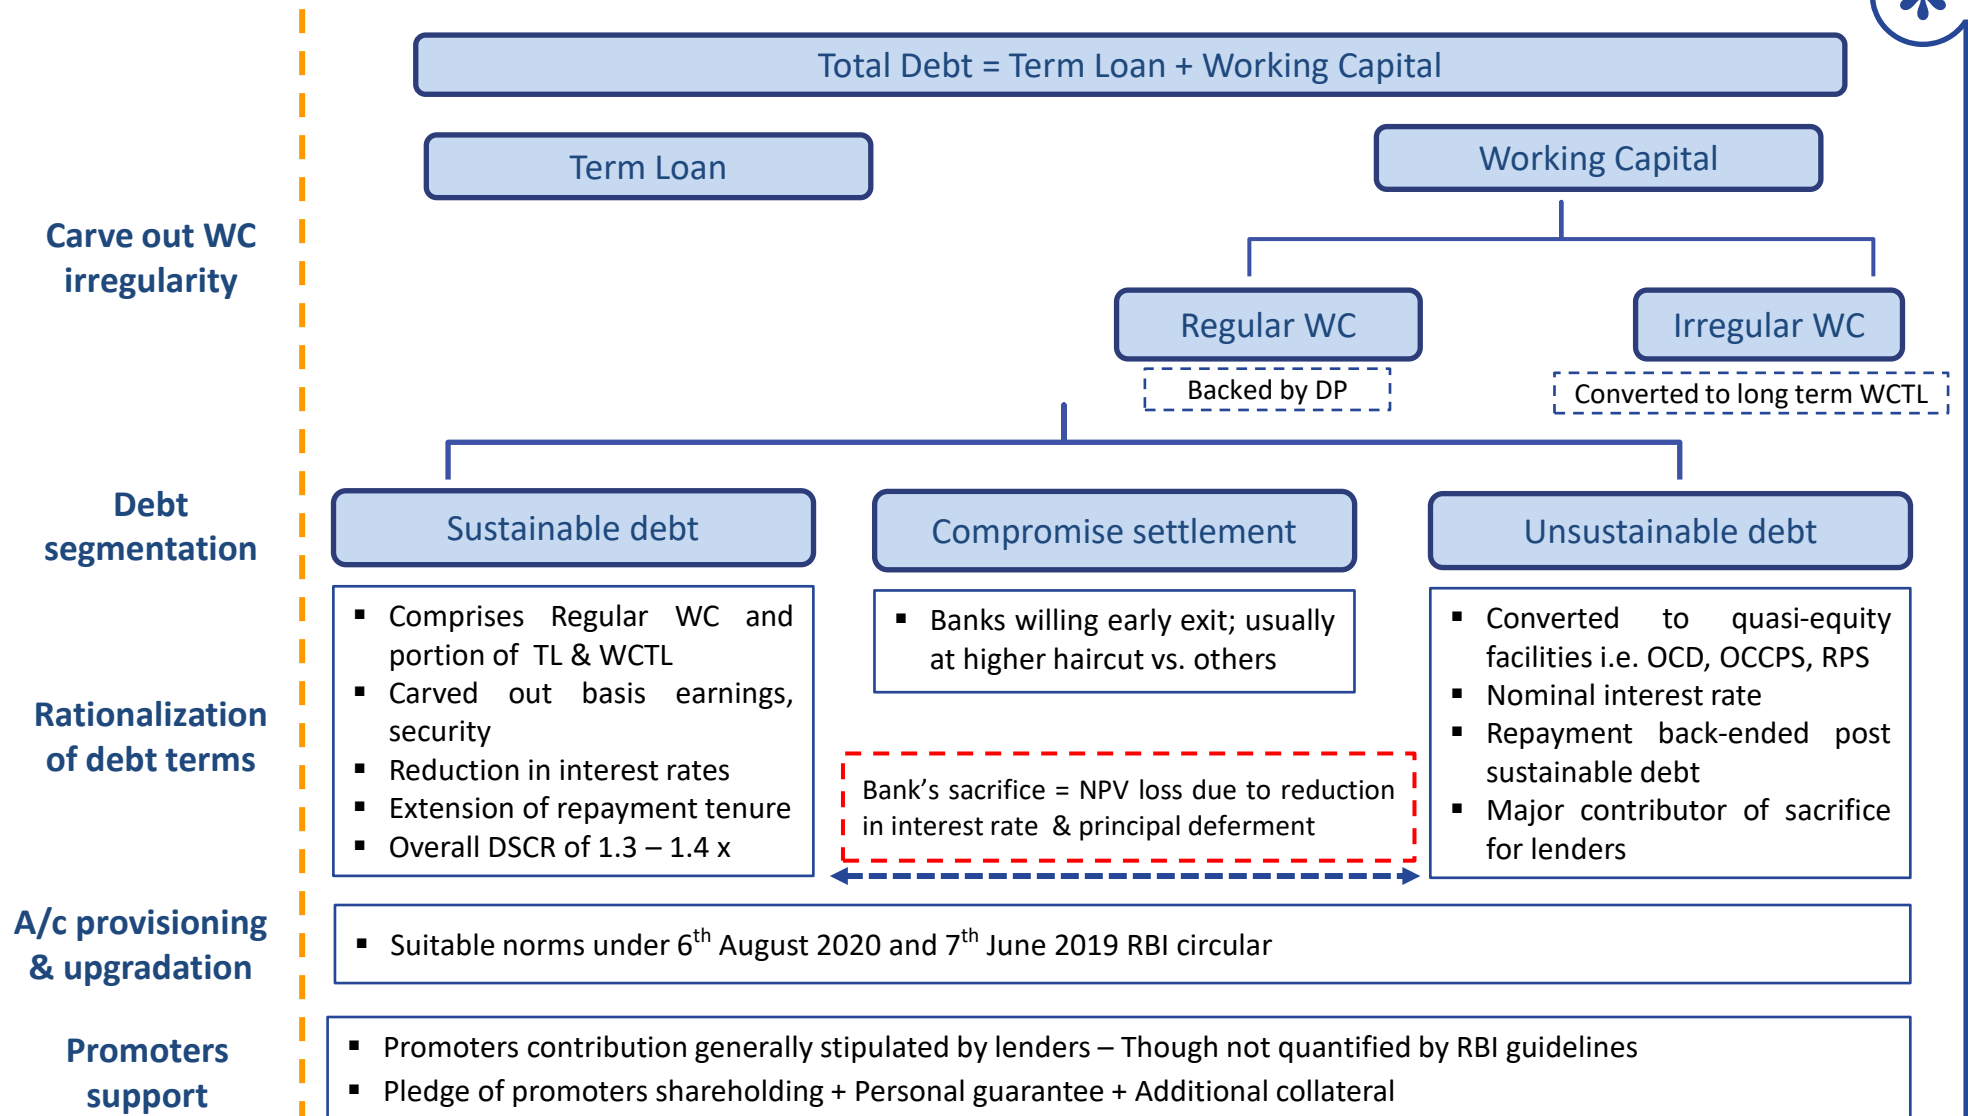 Total Debt = Term Loan + Working Capital
Term Loan
Working Capital
Carve out WC
irregularity
Regular WC
Irregular WC
Backed by DP
Converted to long term WCTL
Debt
segmentation
Sustainable debt
Compromise settlement
Unsustainable debt
Rationalization
of debt terms
▪ Comprises Regular WC and
portion of TL & WCTL
▪ Carved out basis earnings,
security
▪ Reduction in interest rates
▪ Extension of repayment tenure
▪ Overall DSCR of 1.3 – 1.4 x
▪ Banks willing early exit; usually
at higher haircut vs. others
Bank’s sacrifice = NPV loss due to reduction
in interest rate & principal deferment
▪ Converted to quasi-equity
facilities i.e. OCD, OCCPS, RPS
▪ Nominal interest rate
▪ Repayment back-ended post
sustainable debt
▪ Major contributor of sacrifice
for lenders
A/c provisioning
& upgradation
▪ Suitable norms under 6th August 2020 and 7th June 2019 RBI circular
Promoters
support
▪ Promoters contribution generally stipulated by lenders – Though not quantified by RBI guidelines
▪ Pledge of promoters shareholding + Personal guarantee + Additional collateral